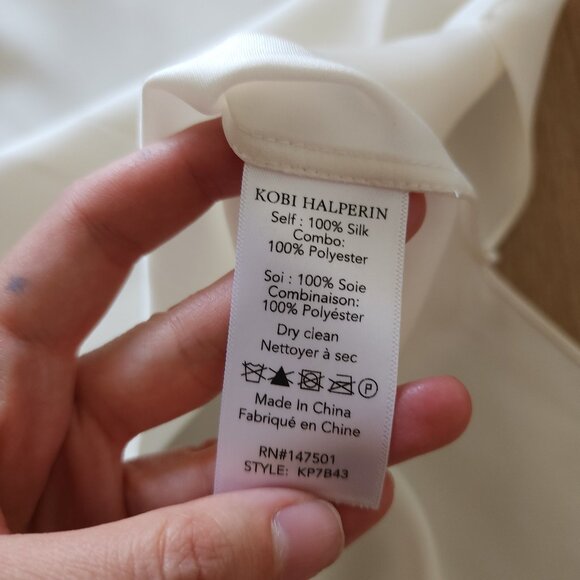 KOBI HALPERIN
Self : 100% Silk
Combo:
100% Polyester
Soi : 100% Soie
Combinaison:
100% Polyéster
Dry clean
Nettoyer à sec
P
Made In China
Fabriqué en Chine
RN#147501
STYLE: KP7B43